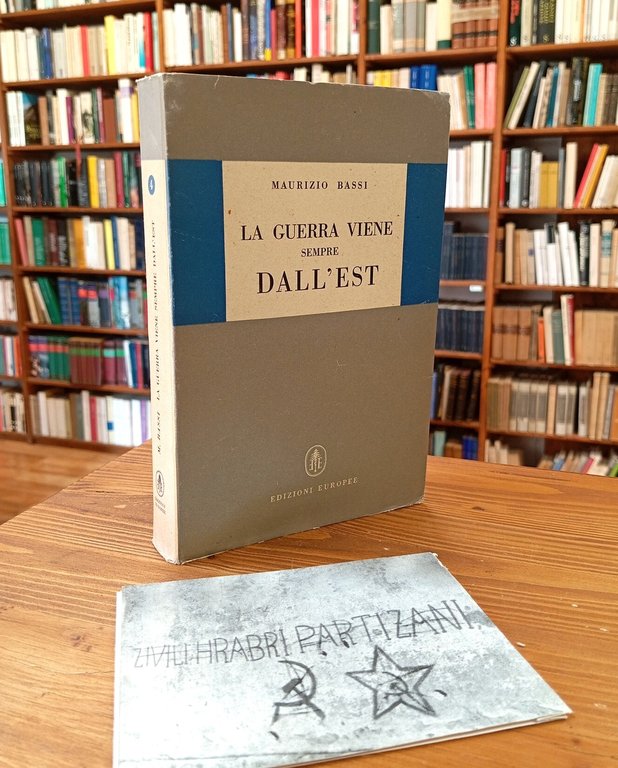 MAURIZIO BASSI
LA GUERRA VIENE
SEMPRE
DALL'EST
EDIZIONI EUROPEE
M. BASSI LA GUERRA VIENE SEMPRE DALL'EST
ZIVILI HRABRI PARTIZANI